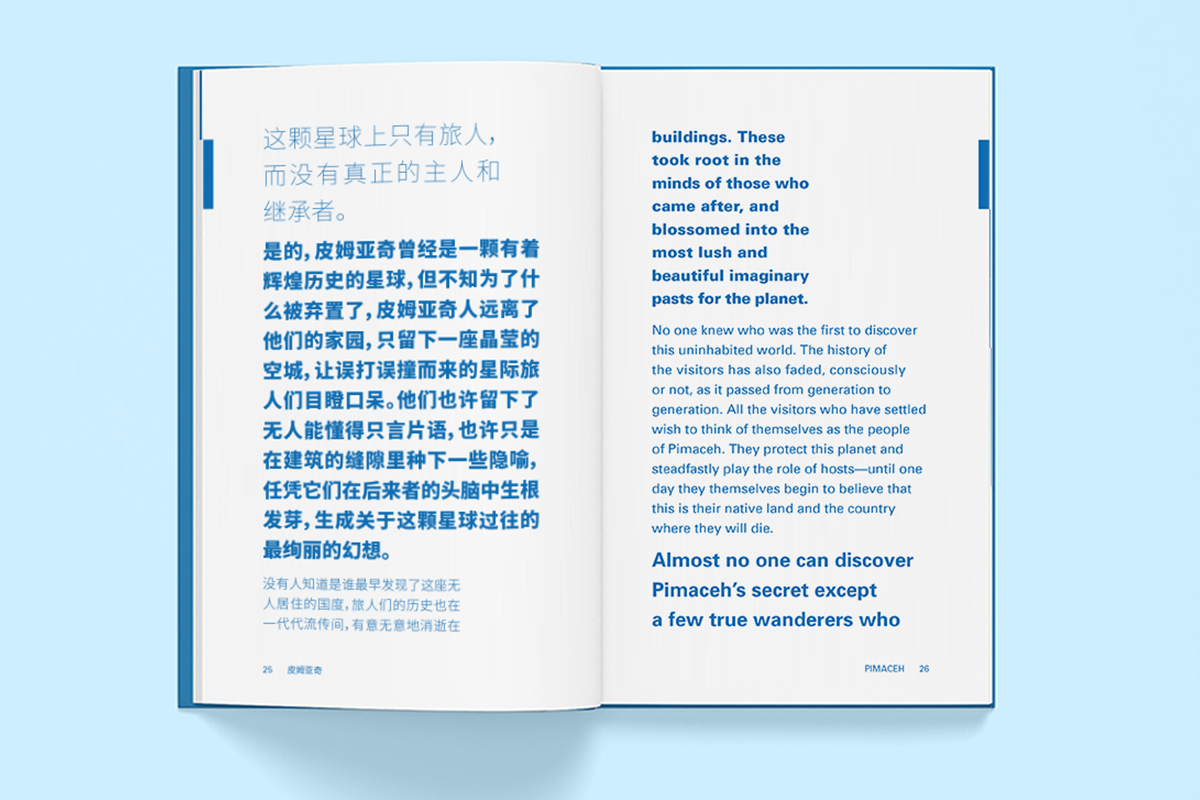 这颗星球上只有旅人，
而没有真正的主人和
继承者。
是的，皮姆亚奇曾经是一颗有着
辉煌历史的星球，但不知为了什
么被弃置了，皮姆亚奇人远离了
他们的家园，只留下一座晶莹的
空城，让误打误撞而来的星际旅
人们目瞪口呆。他们也许留下了
无人能懂得只言片语，也许只是
在建筑的缝隙里种下一些隐喻，
任凭它们在后来者的头脑中生根
发芽，生成关于这颗星球过往的
最绚丽的幻想。
没有人知道是谁最早发现了这座无
人居住的国度，旅人们的历史也在
一代代流传间，有意无意地消逝在
25 皮姆亚奇
buildings. These
took root in the
minds of those who
came after, and
blossomed into the
most lush and
beautiful imaginary
pasts for the planet.
No one knew who was the first to discover
this uninhabited world. The history of
the visitors has also faded, consciously
or not, as it passed from generation to
generation. All the visitors who have settled
wish to think of themselves as the people
of Pimaceh. They protect this planet and
steadfastly play the role of hosts—until one
day they themselves begin to believe that
this is their native land and the country
where they will die.
Almost no one can discover
Pimaceh’s secret except
a few true wanderers who
PIMACEH 26